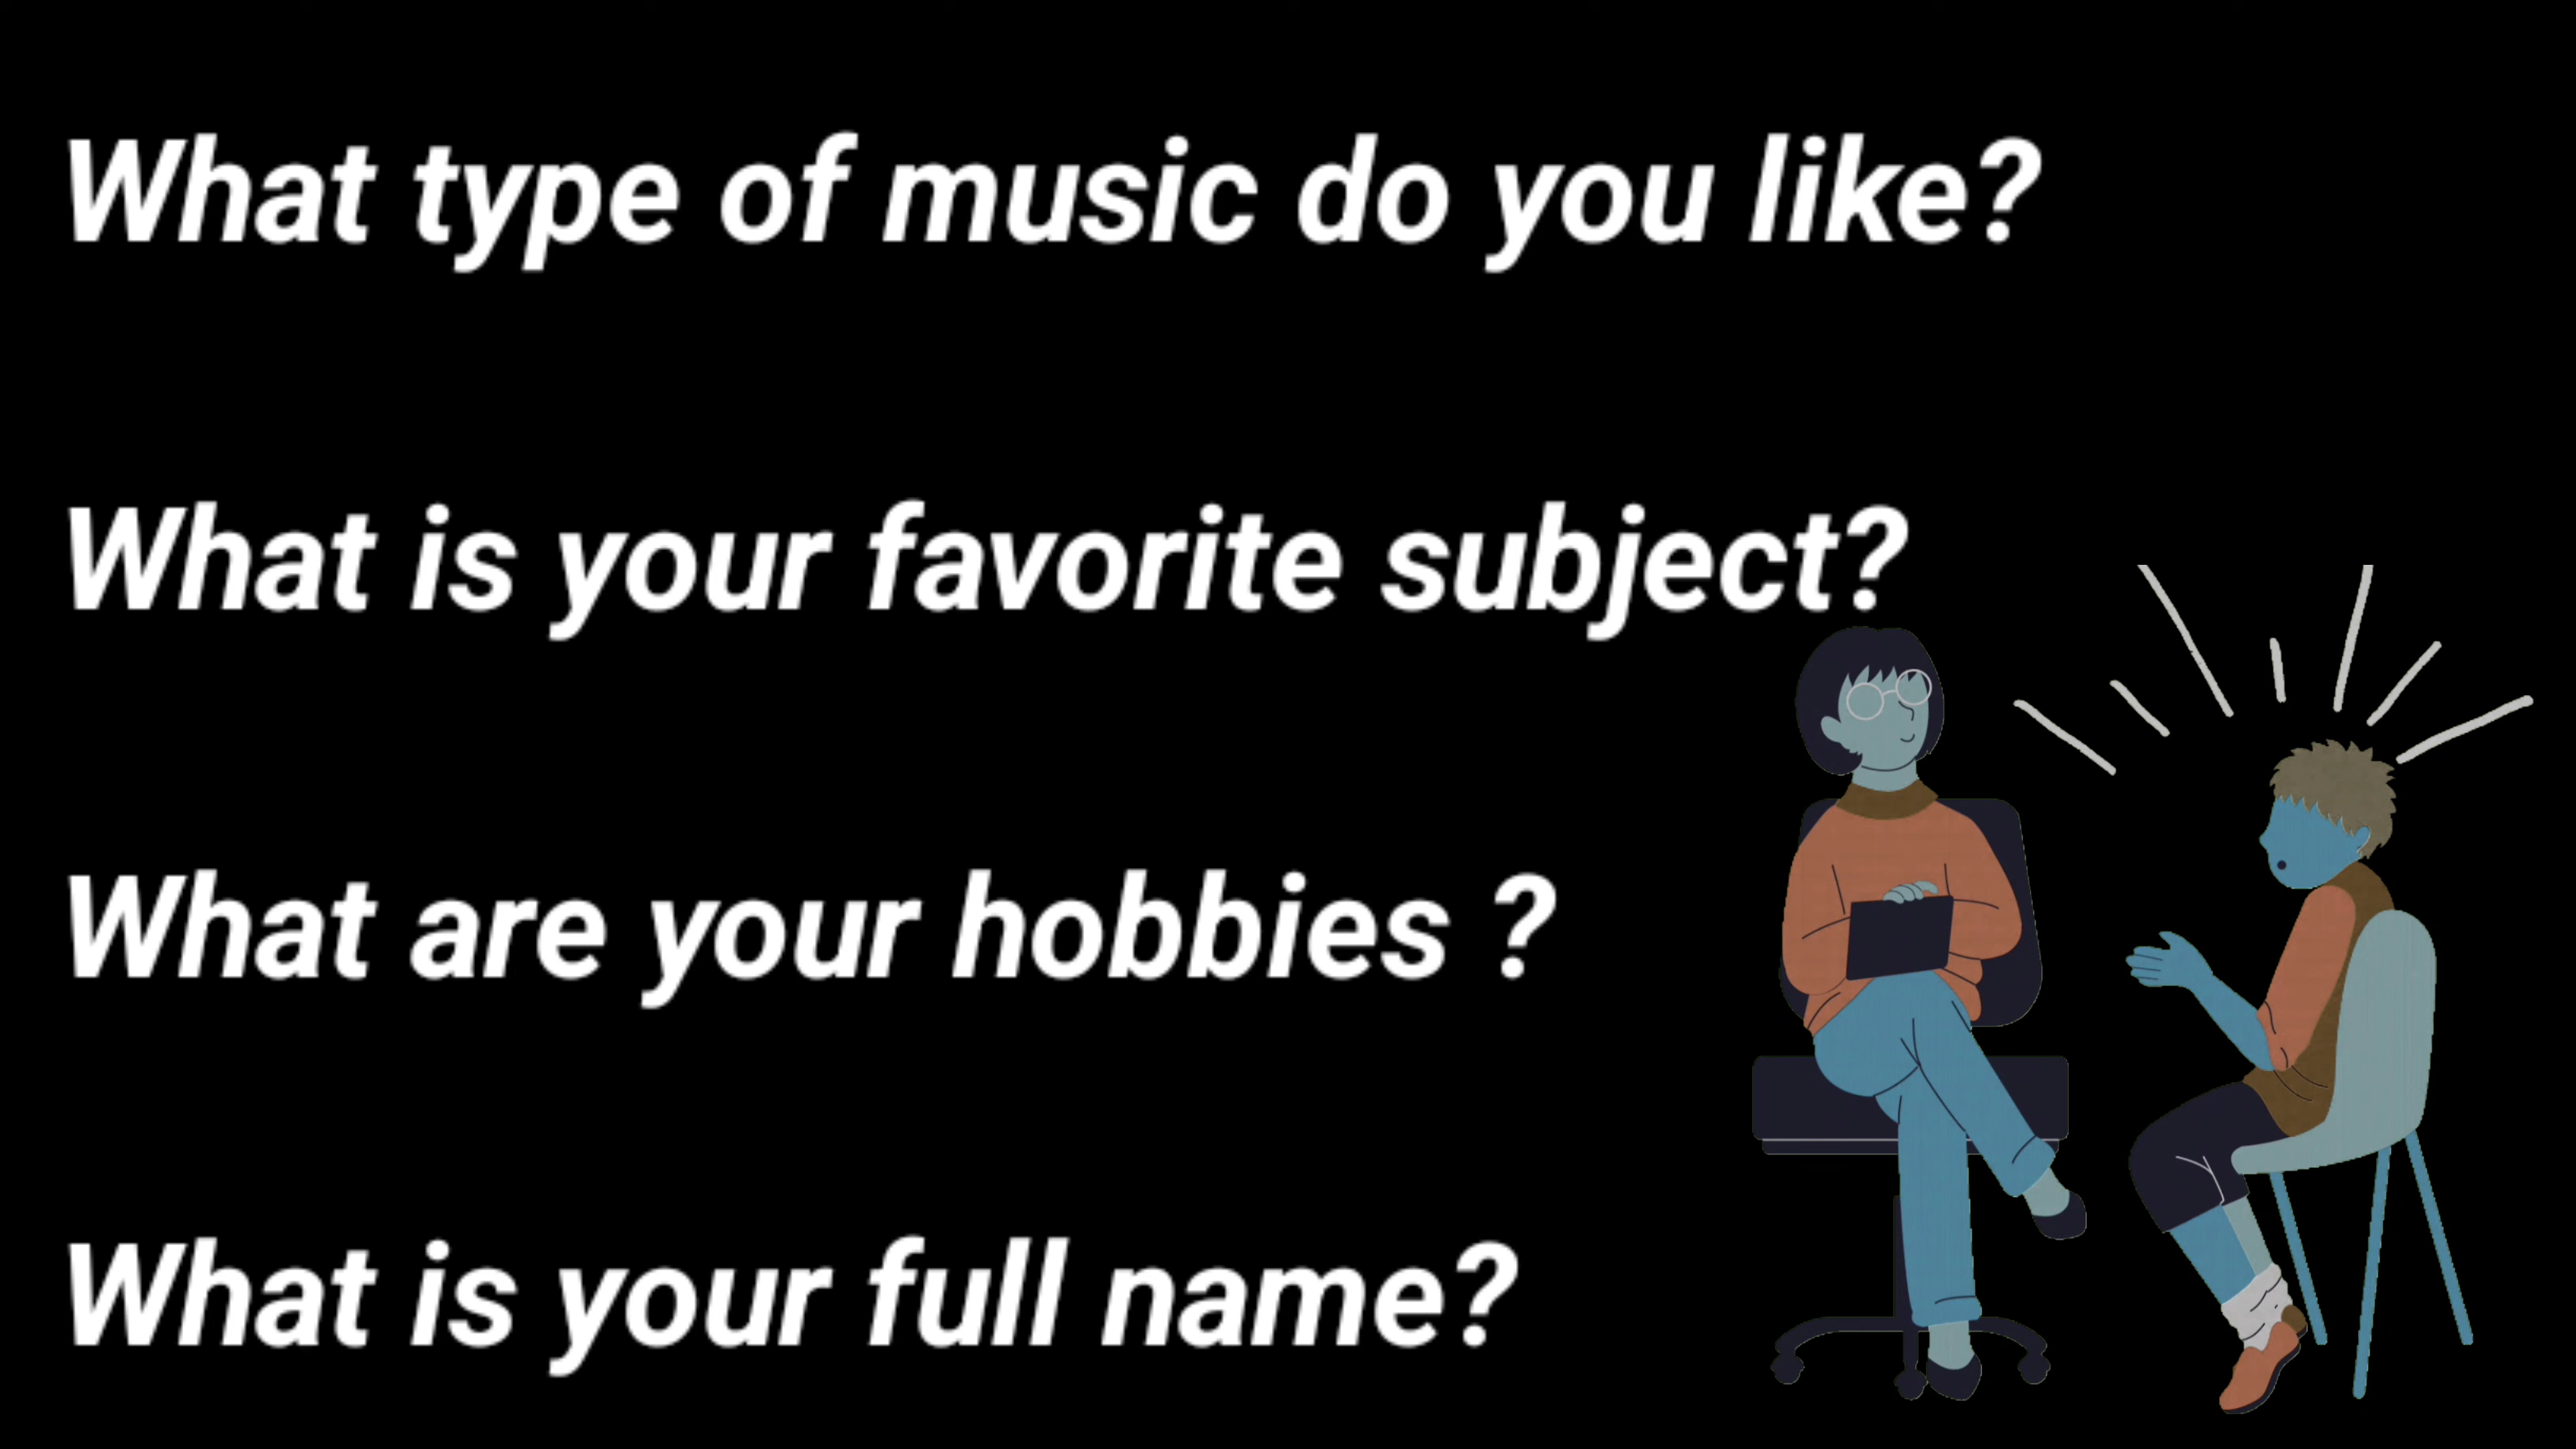 What type of music do you like?
What is your favorite subject?
What are your hobbies ?
What is your full name?